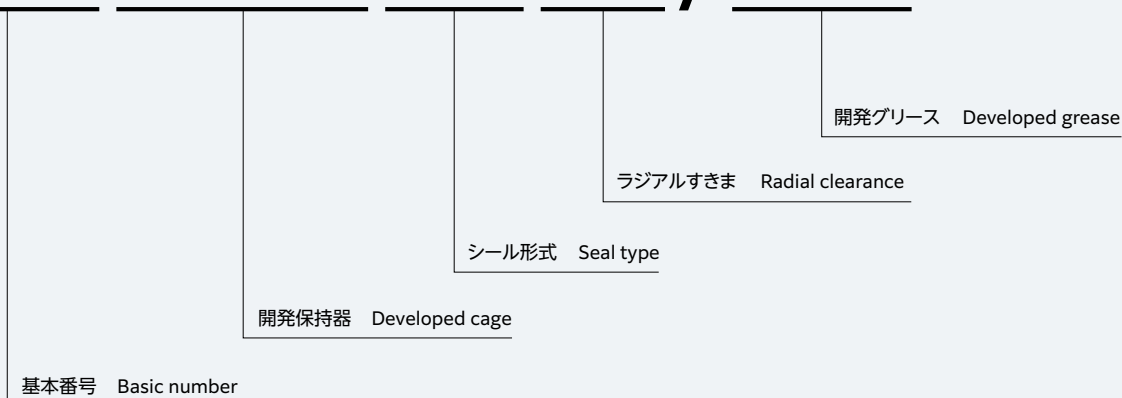 開発グリース Developed grease
ラジアルすきま Radial clearance
シール形式 Seal type
開発保持器 Developed cage
基本番号 Basic number